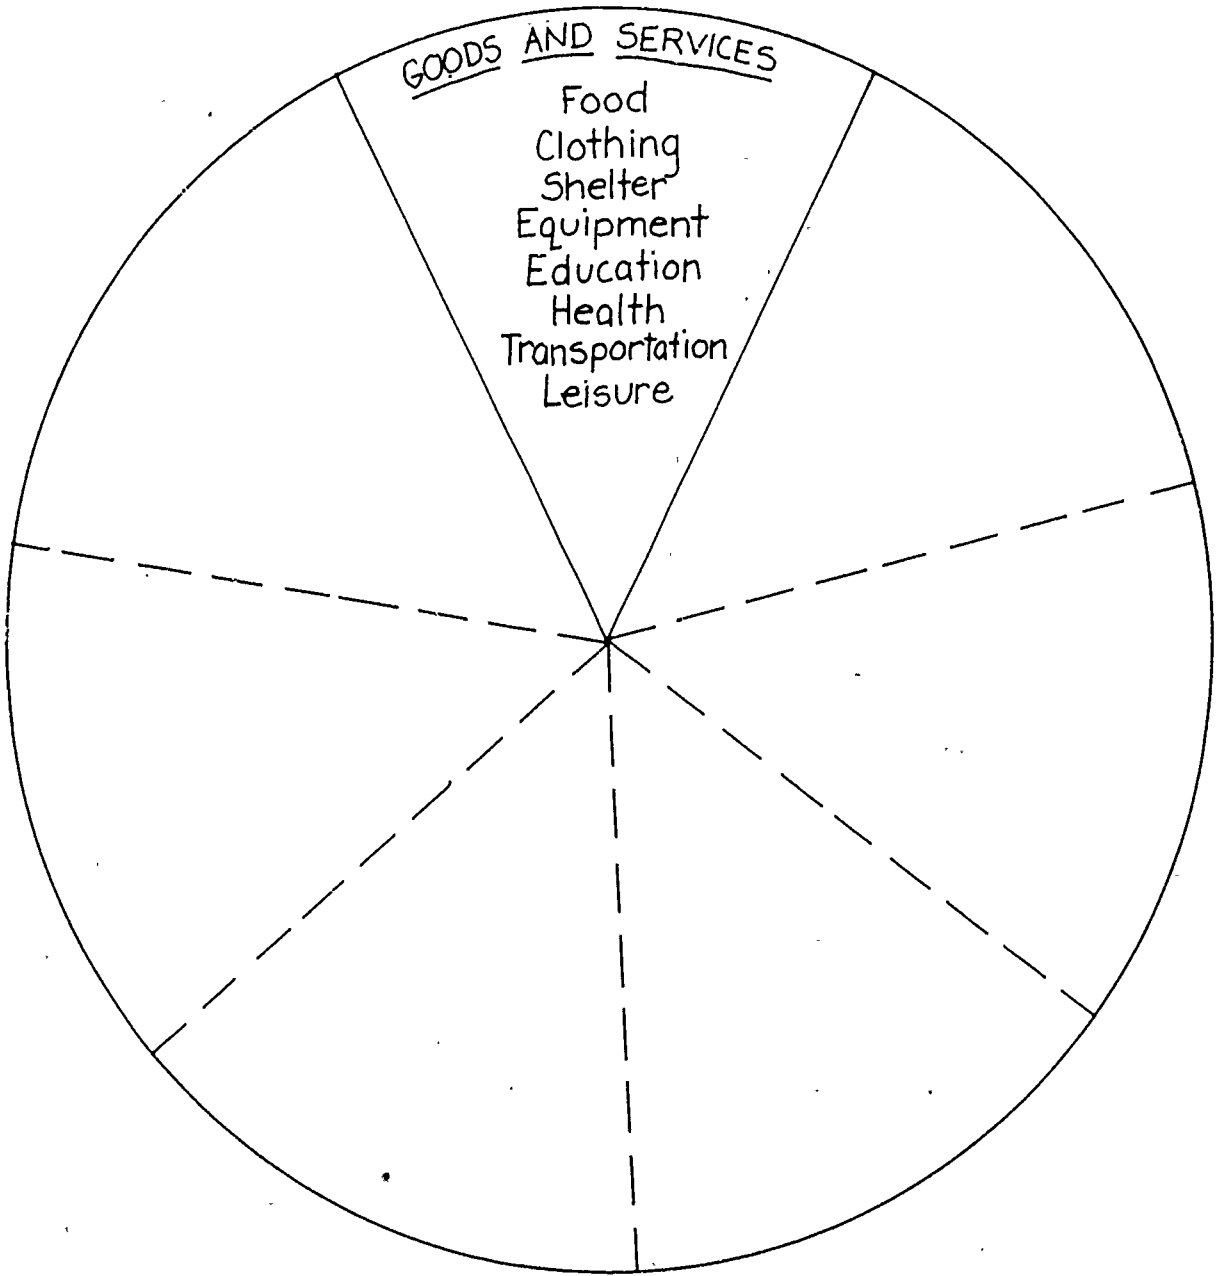 GOODS AND SERVICES
Food
Clothing
Shelter
Equipment
Education
Health
Transportation
Leisure